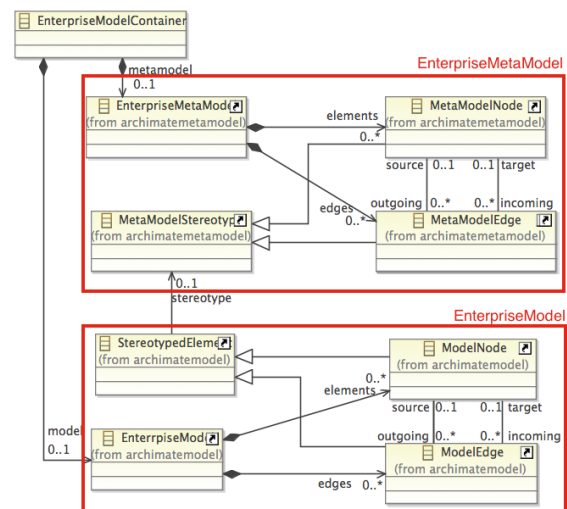 EnterpriseModelContainer
metamodel
0..1
EnterpriseMetaModel
EnterpriseMetaMode
(from archimatemetamodel)
elements
0..*
MetaModelNode
(from archimatemetamodel)
source 0..1 0..1 target
outgoing 0..* 0..* incoming
edges
0..*
MetaModelStereotyp
(from archimatemetamodel)
MetaModelEdge
(from archimatemetamodel)
0..1
stereotype
EnterpriseModel
StereotypedElemen
(from archimatemodel)
ModelNode
(from archimatemodel)
0..*
elements
source 0..1 0..1 target
model
0..1
EnterrpiseMode
(from archimatemodel)
outgoing 0..* 0..* incoming
ModelEdge
(from archimatemodel)
edges 0..*